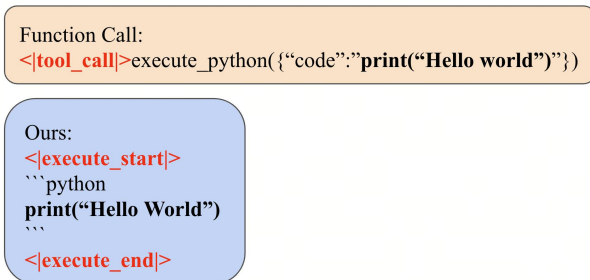 Function Call:
<|tool_call|>execute_python({“code”:”print(“Hello world”)”})
Ours:
<|execute_start|>
```python
print(“Hello World”)
```
<|execute_end|>